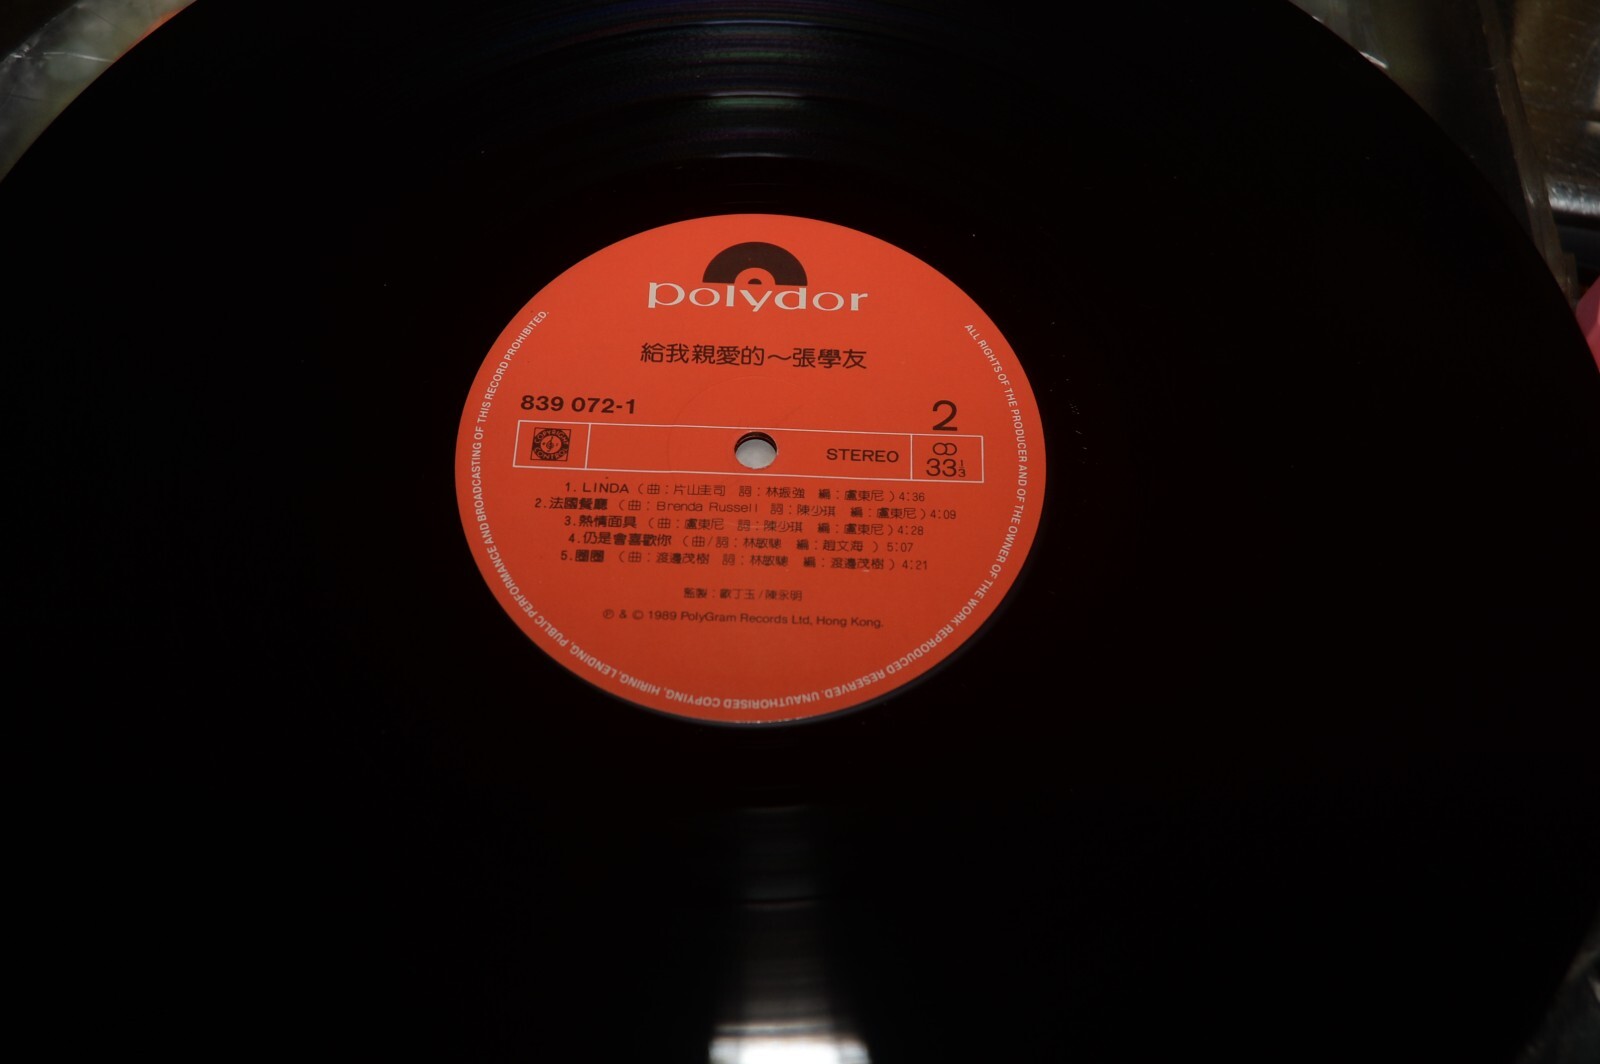 polydor
給我親愛的～張學友
839 072-1
2
STEREO
33 1/3
COPYRIGHT CONTROL
1. LINDA (曲：片山圭司 詞：林振強 編：盧東尼) 4:36
2. 法國餐廳 (曲：Brenda Russell 詞：陳少琪 編：盧東尼) 4:09
3. 熱情面具 (曲：盧東尼 詞：陳少琪 編：盧東尼) 4:28
4. 仍是會喜歡你 (曲/詞：林敏驄 編：趙文海) 5:07
5. 圈圈 (曲：渡邊茂樹 詞：林敏驄 編：渡邊茂樹) 4:21
監製：歐丁玉/陳永明
℗ & © 1989 PolyGram Records Ltd, Hong Kong.
ALL RIGHTS OF THE PRODUCER AND OF THE OWNER OF THE WORK REPRODUCED RESERVED. UNAUTHORISED COPYING, HIRING, LENDING, PUBLIC PERFORMANCE AND BROADCASTING OF THIS RECORD PROHIBITED.